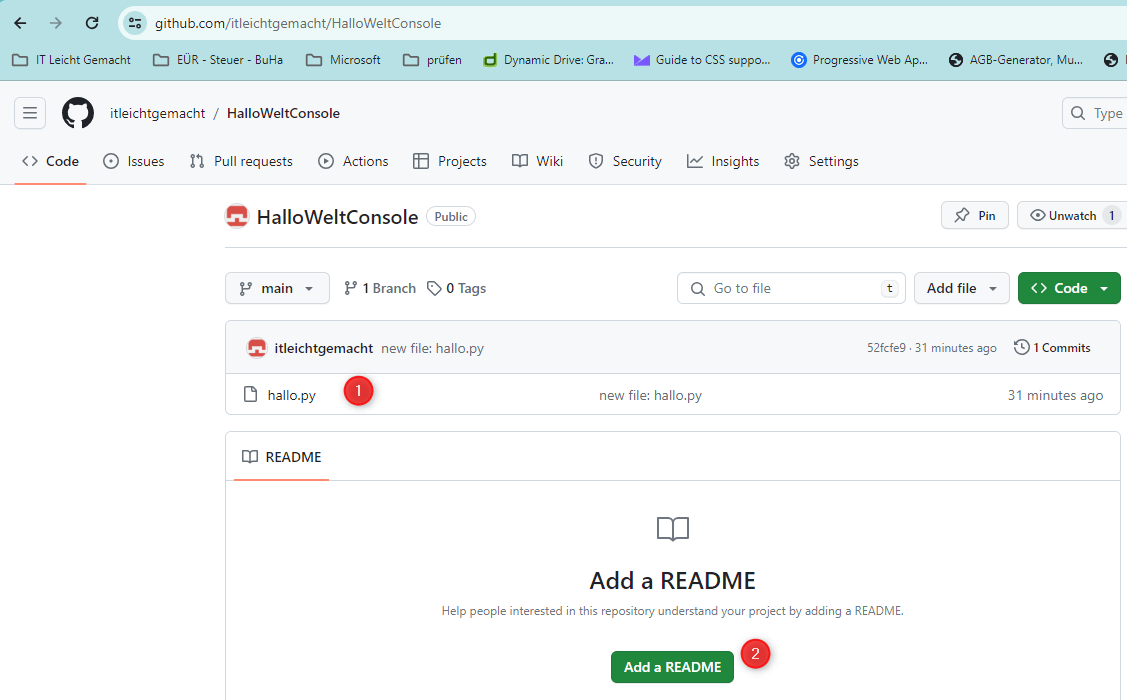 github.com/itleichtgemacht/HalloWeltConsole
IT Leicht Gemacht EÜR - Steuer - BuHa Microsoft prüfen Dynamic Drive: Gra... Guide to CSS suppo... Progressive Web Ap... AGB-Generator, Mu...
itleichtgemacht / HalloWeltConsole Type
Code Issues Pull requests Actions Projects Wiki Security Insights Settings
HalloWeltConsole Public Pin Unwatch 1
main 1 Branch 0 Tags Go to file t Add file Code
itleichtgemacht new file: hallo.py 52fcfe9 · 31 minutes ago 1 Commits
hallo.py 1 new file: hallo.py 31 minutes ago
README
Add a README
Help people interested in this repository understand your project by adding a README.
Add a README 2